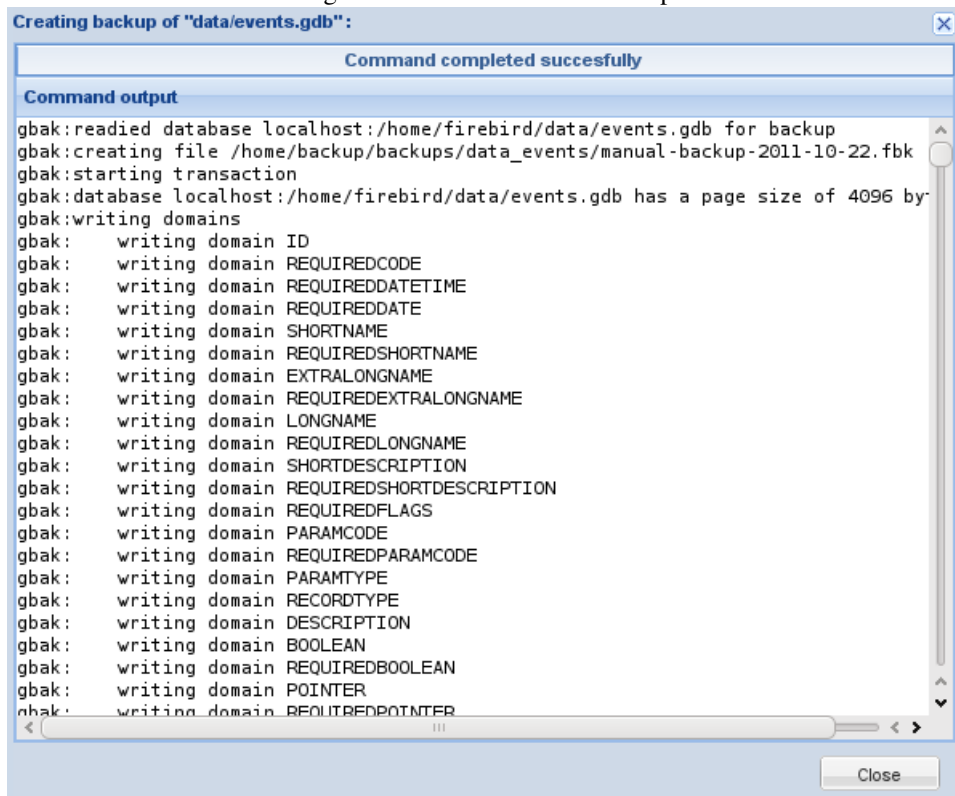 Creating backup of "data/events.gdb":
Command completed succesfully
Command output
gbak:readied database localhost:/home/firebird/data/events.gdb for backup
gbak:creating file /home/backup/backups/data_events/manual-backup-2011-10-22.fbk
gbak:starting transaction
gbak:database localhost:/home/firebird/data/events.gdb has a page size of 4096 by
gbak:writing domains
gbak:    writing domain ID
gbak:    writing domain REQUIREDCODE
gbak:    writing domain REQUIREDDATETIME
gbak:    writing domain REQUIREDDATE
gbak:    writing domain SHORTNAME
gbak:    writing domain REQUIREDSHORTNAME
gbak:    writing domain EXTRALONGNAME
gbak:    writing domain REQUIREDEXTRALONGNAME
gbak:    writing domain LONGNAME
gbak:    writing domain REQUIREDLONGNAME
gbak:    writing domain SHORTDESCRIPTION
gbak:    writing domain REQUIREDSHORTDESCRIPTION
gbak:    writing domain REQUIREDFLAGS
gbak:    writing domain PARAMCODE
gbak:    writing domain REQUIREDPARAMCODE
gbak:    writing domain PARAMTYPE
gbak:    writing domain RECORDTYPE
gbak:    writing domain DESCRIPTION
gbak:    writing domain BOOLEAN
gbak:    writing domain REQUIREDBOOLEAN
gbak:    writing domain POINTER
gbak:    writing domain REQUIREDPOINTER
Close